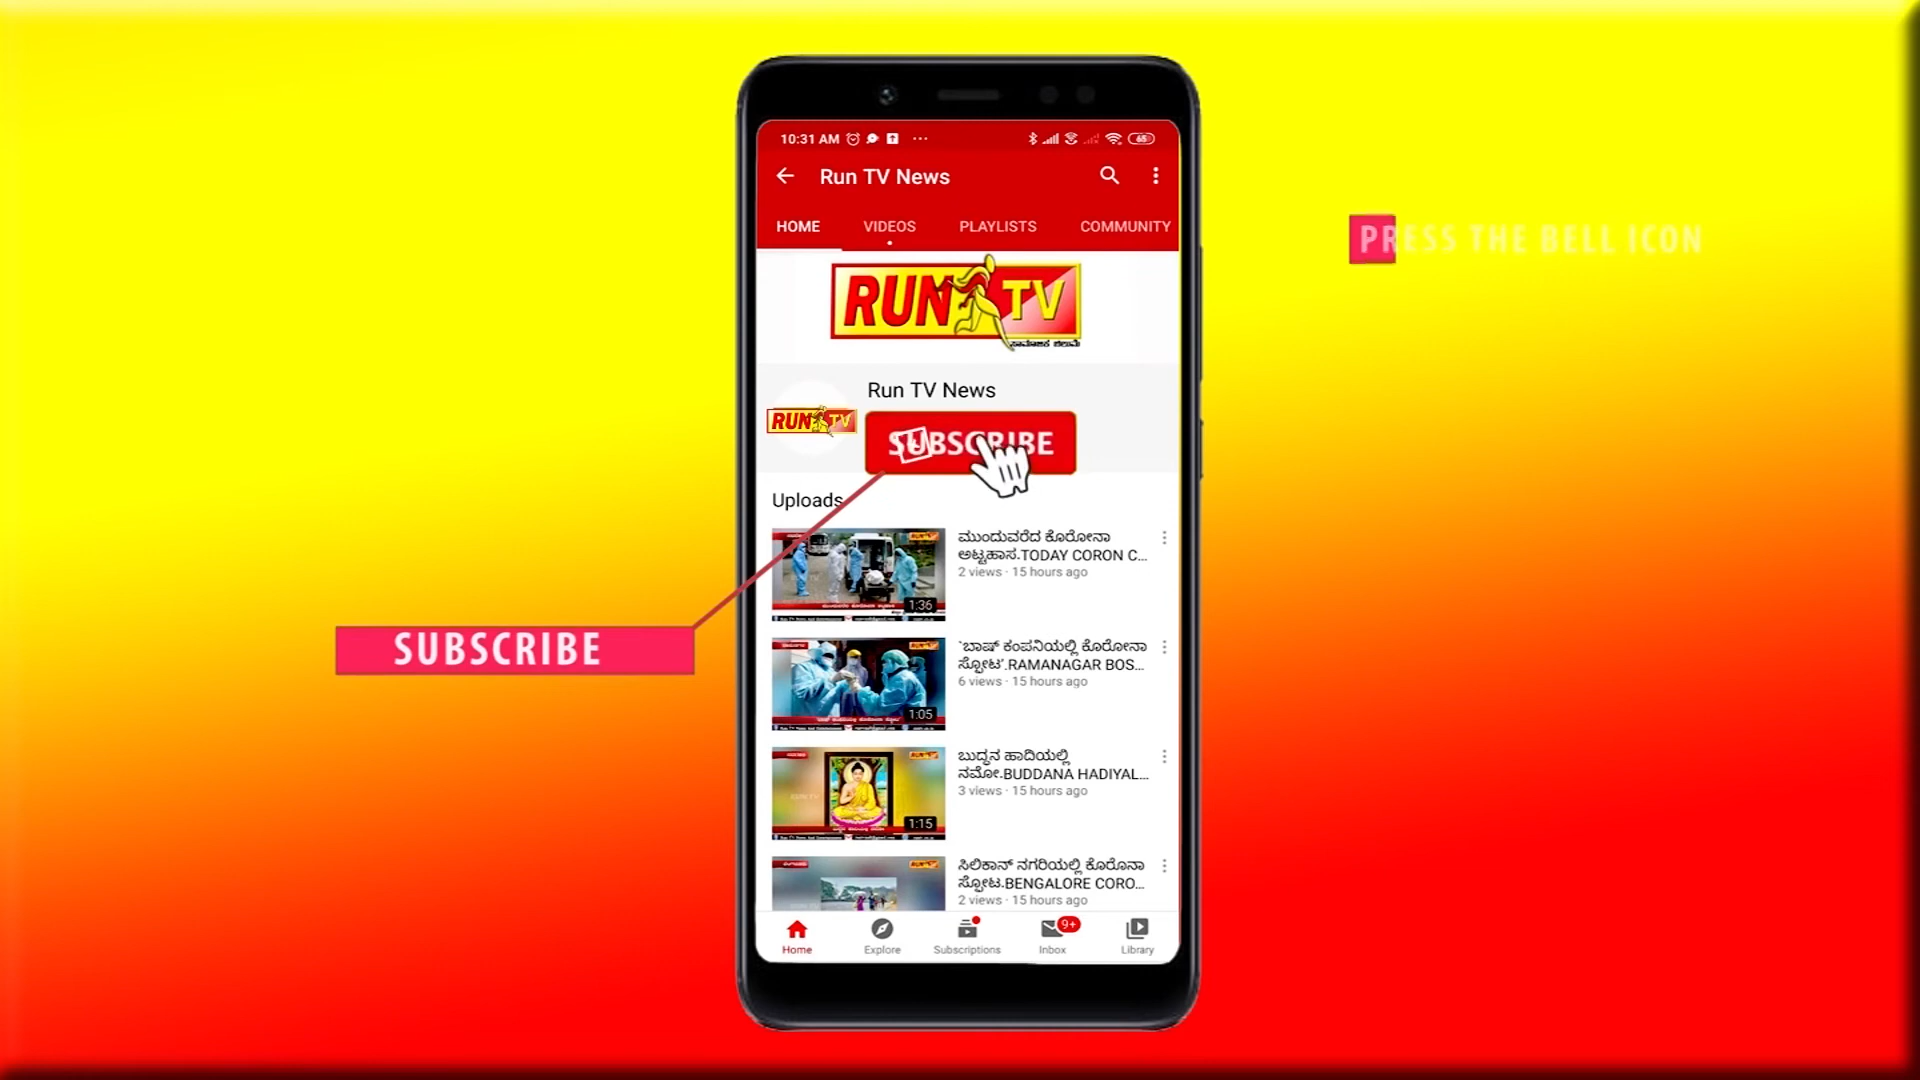 10:31 AM
65
Run TV News
HOME VIDEOS PLAYLISTS COMMUNITY
PRESS THE BELL ICON
RUN TV
Run TV News
RUN TV
SUBSCRIBE
Uploads
ಮುಂದುವರೆದ ಕೊರೋನಾ
ಅಟ್ಟಹಾಸ.TODAY CORON C...
2 views · 15 hours ago
1:36
SUBSCRIBE
`ಬಾಷ್ ಕಂಪನಿಯಲ್ಲಿ ಕೊರೋನಾ
ಸ್ಫೋಟ'.RAMANAGAR BOS...
6 views · 15 hours ago
1:05
ಬುದ್ಧನ ಹಾದಿಯಲ್ಲಿ
ನಮೋ.BUDDANA HADIYAL...
3 views · 15 hours ago
1:15
ಸಿಲಿಕಾನ್ ನಗರಿಯಲ್ಲಿ ಕೊರೊನಾ
ಸ್ಫೋಟ.BENGALORE CORO...
2 views · 15 hours ago
Home Explore Subscriptions Inbox Library
9+